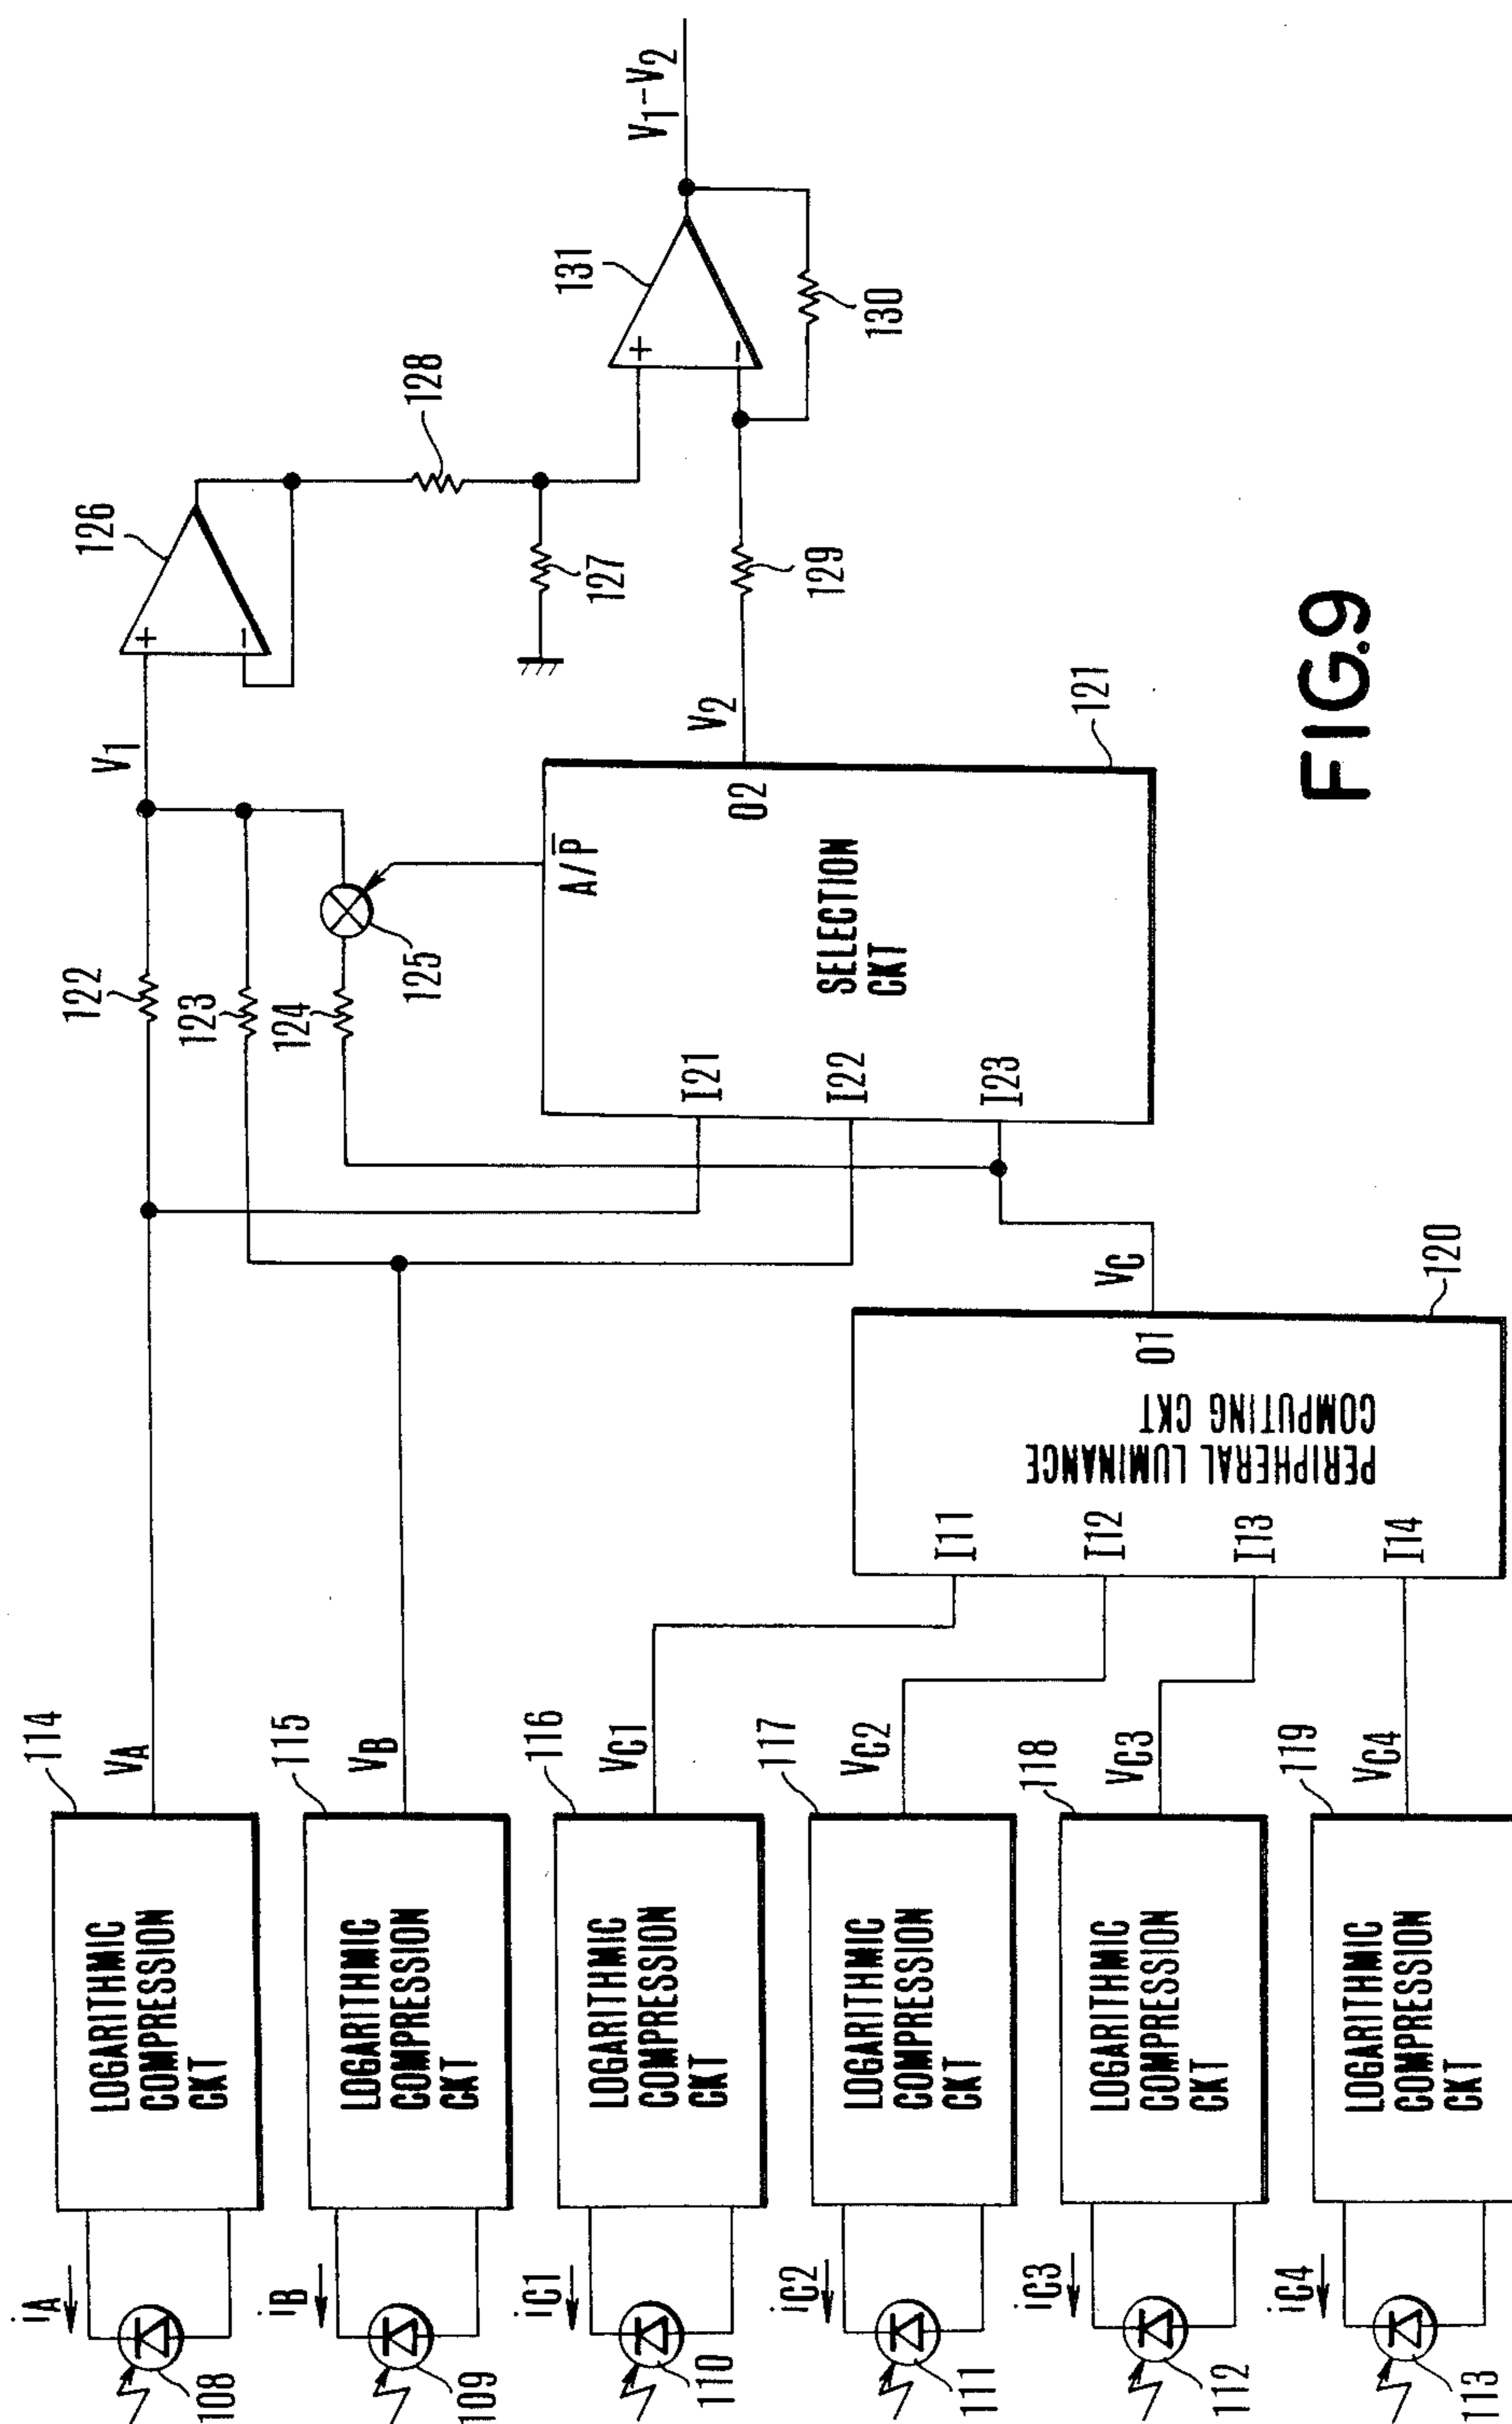 iA
108
114
LOGARITHMIC
COMPRESSION
CKT
VA
iB
109
115
LOGARITHMIC
COMPRESSION
CKT
VB
iC1
110
116
LOGARITHMIC
COMPRESSION
CKT
VC1
iC2
111
117
LOGARITHMIC
COMPRESSION
CKT
VC2
iC3
112
118
LOGARITHMIC
COMPRESSION
CKT
VC3
iC4
113
119
LOGARITHMIC
COMPRESSION
CKT
VC4
I11
I12
I13
I14
PERIPHERAL LUMINANCE
COMPUTING CKT
O1
120
VC
122
123
124
125
I21
I22
I23
A/P̅
SELECTION
CKT
O2
121
V1
V2
126
+
−
127
128
129
131
+
−
130
V1−V2
FIG.9